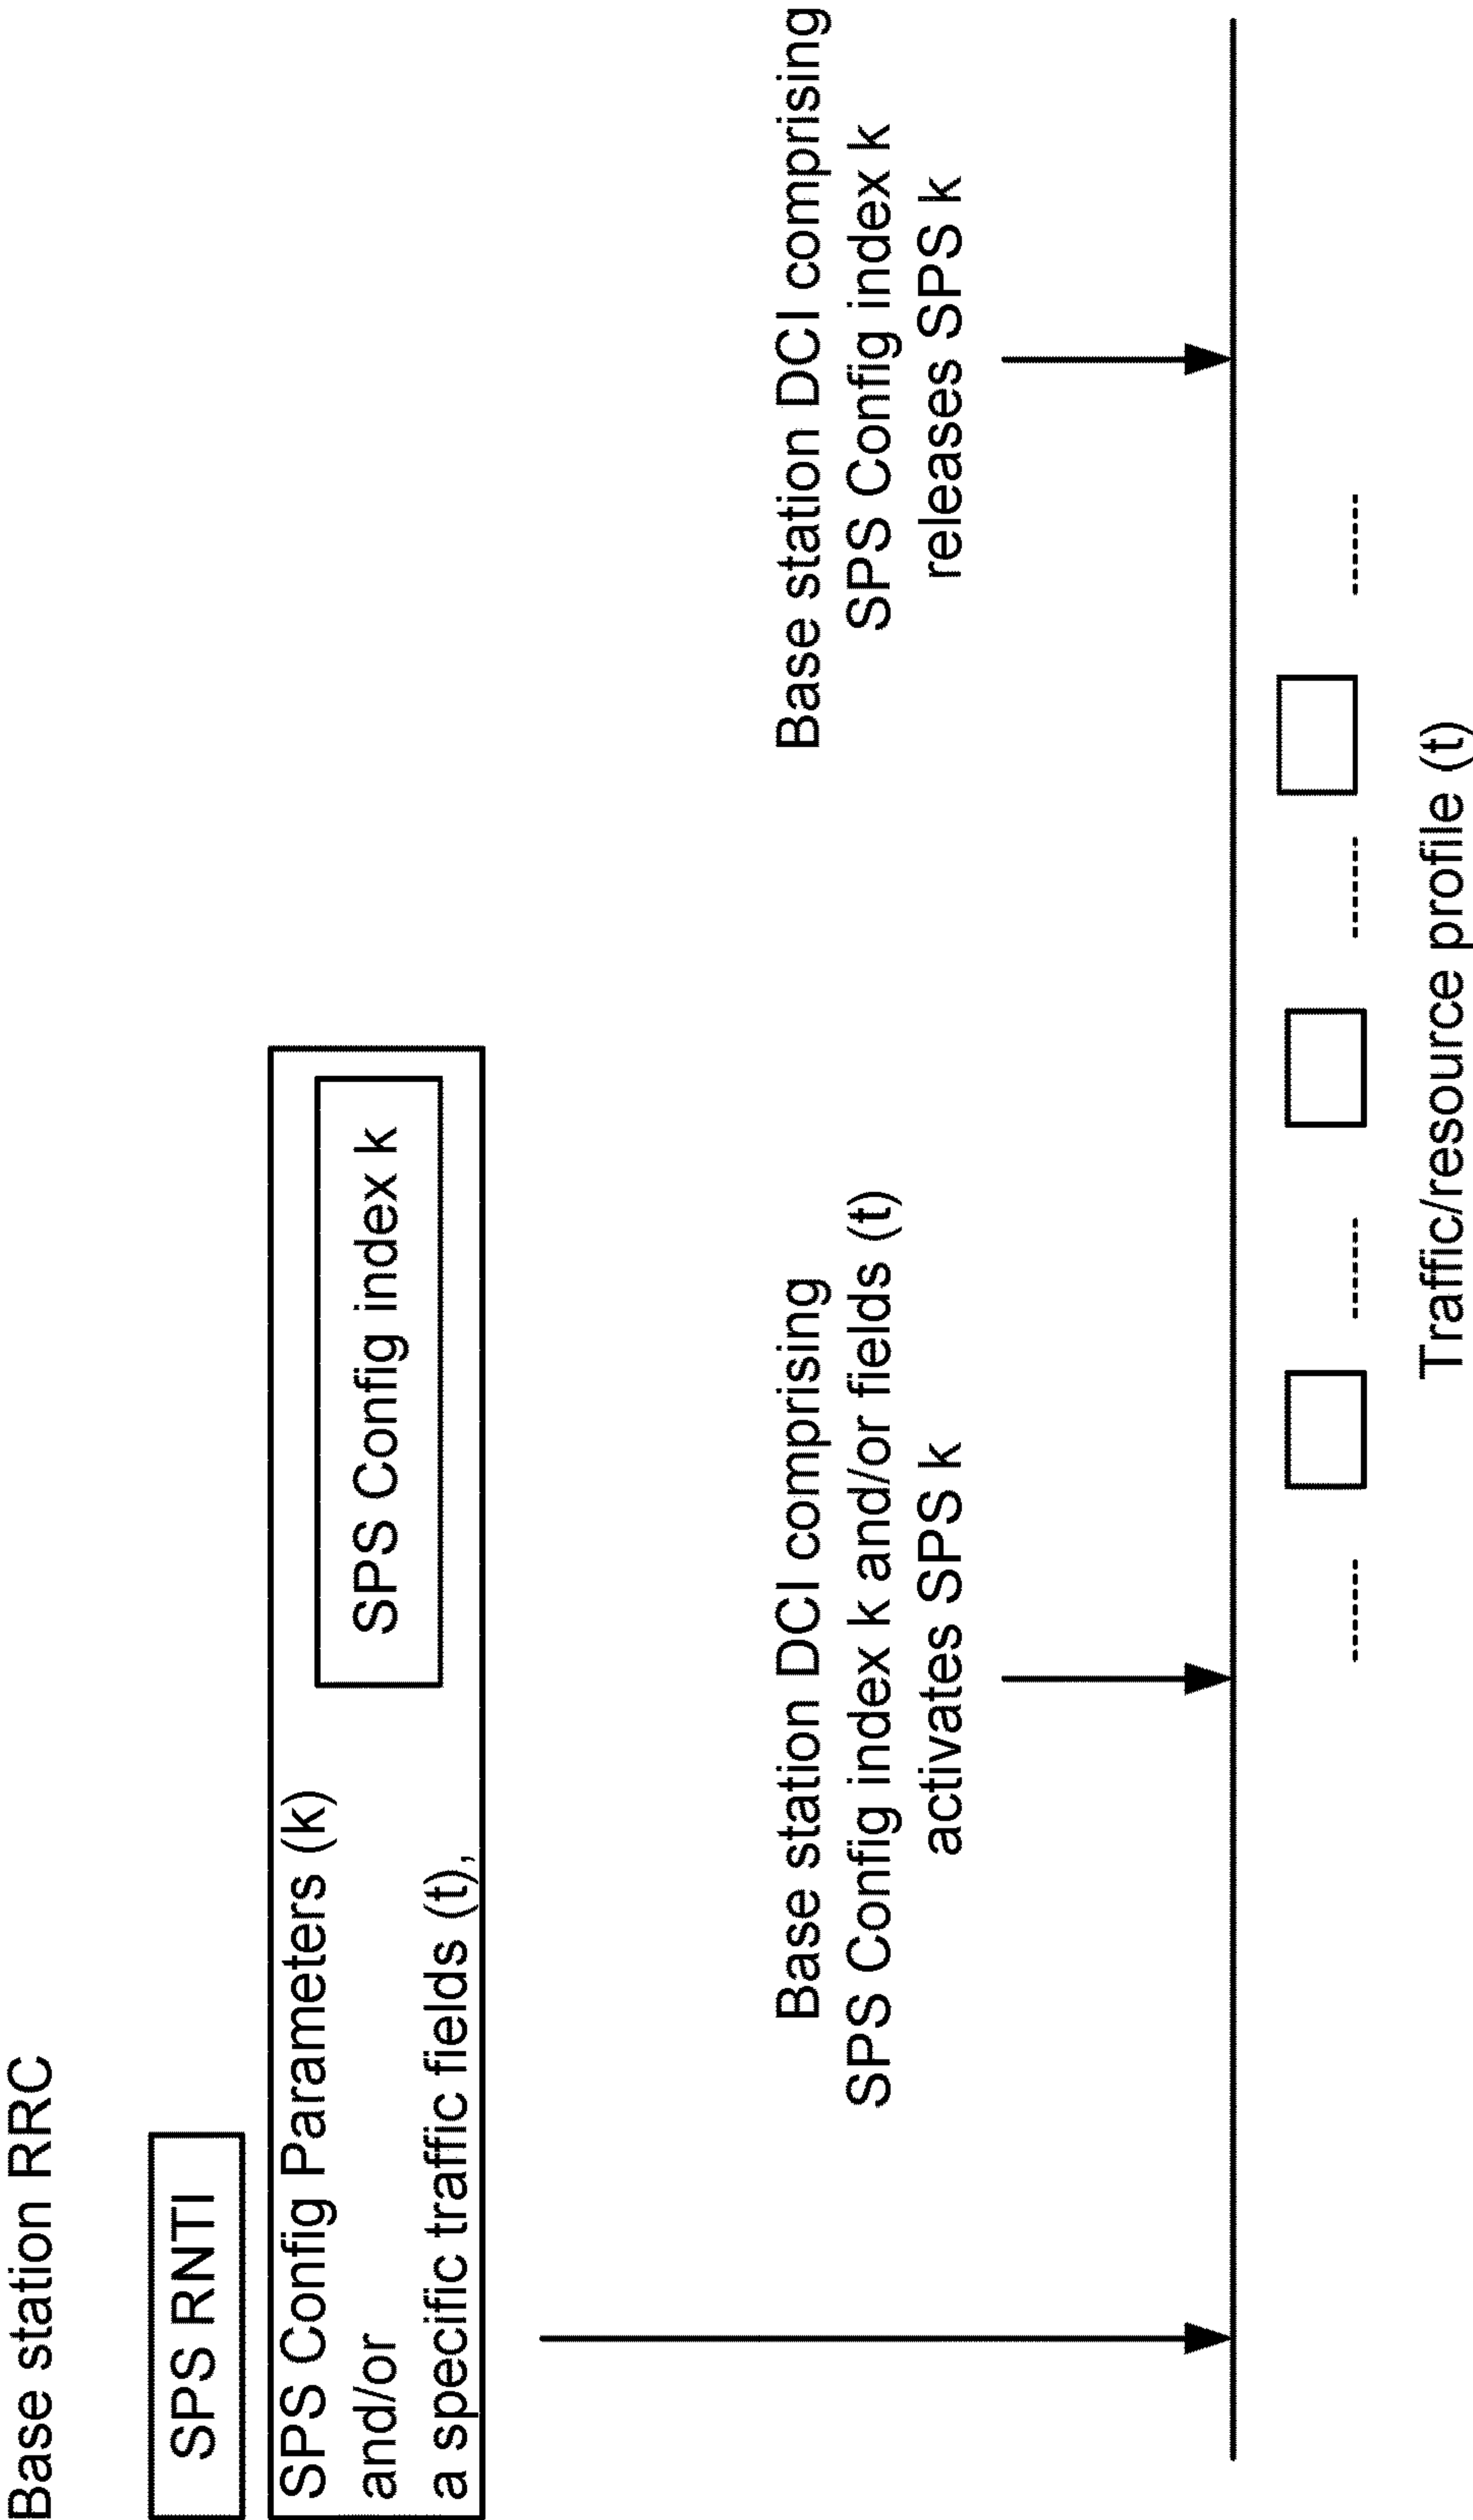 Base station RRC
SPS RNTI
SPS Config Parameters (k)
and/or
a specific traffic fields (t),
SPS Config index k
Base station DCI comprising
SPS Config index k and/or fields (t)
activates SPS k
Base station DCI comprising
SPS Config index k
releases SPS k
Traffic/resource profile (t)